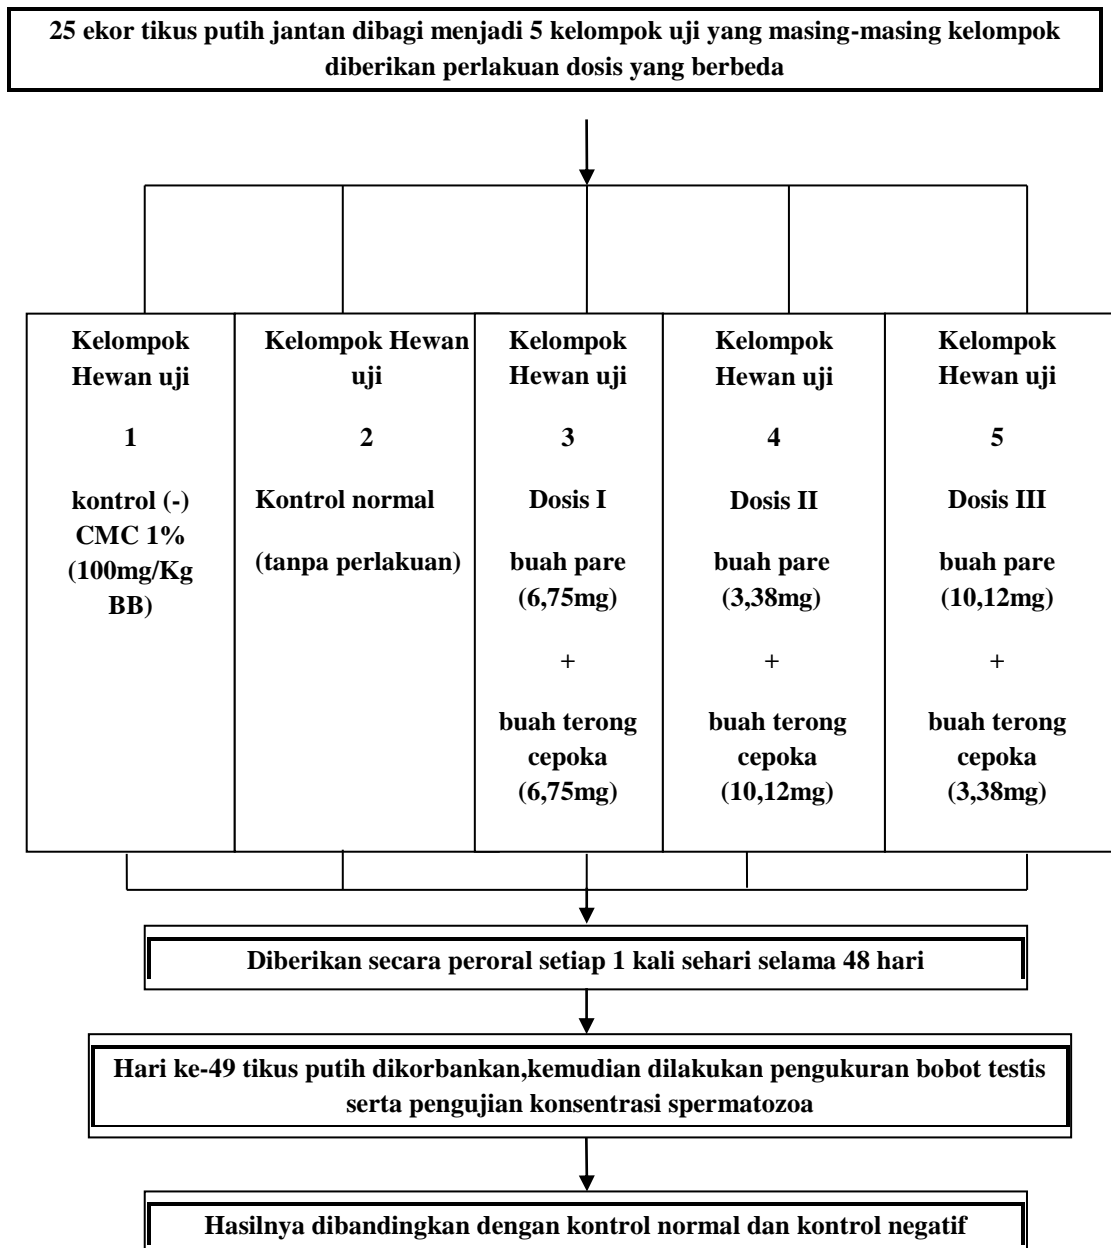 25 ekor tikus putih jantan dibagi menjadi 5 kelompok uji yang masing-masing kelompok
diberikan perlakuan dosis yang berbeda
Kelompok
Hewan uji
1
kontrol (-)
CMC 1%
(100mg/Kg
BB)
Kelompok Hewan
uji
2
Kontrol normal
(tanpa perlakuan)
Kelompok
Hewan uji
3
Dosis I
buah pare
(6,75mg)
+
buah terong
cepoka
(6,75mg)
Kelompok
Hewan uji
4
Dosis II
buah pare
(3,38mg)
+
buah terong
cepoka
(10,12mg)
Kelompok
Hewan uji
5
Dosis III
buah pare
(10,12mg)
+
buah terong
cepoka
(3,38mg)
Diberikan secara peroral setiap 1 kali sehari selama 48 hari
Hari ke-49 tikus putih dikorbankan,kemudian dilakukan pengukuran bobot testis
serta pengujian konsentrasi spermatozoa
Hasilnya dibandingkan dengan kontrol normal dan kontrol negatif